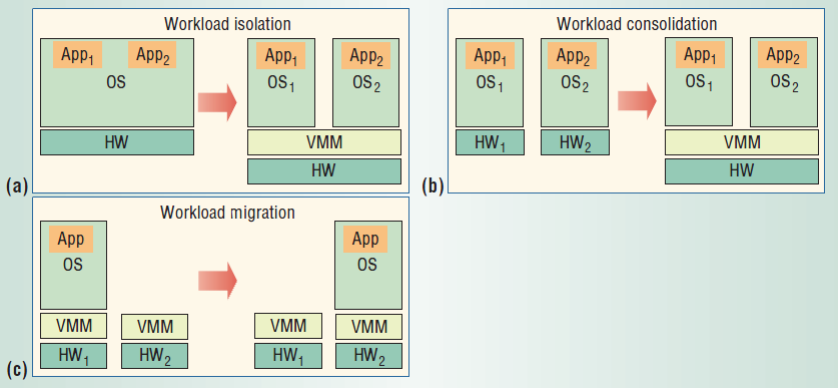 Workload isolation
App₁ App₂
OS
HW
App₁ App₂
OS₁ OS₂
VMM
HW
(a)
Workload consolidation
App₁ App₂
OS₁ OS₂
HW₁ HW₂
App₁ App₂
OS₁ OS₂
VMM
HW
(b)
Workload migration
App
OS
VMM VMM
HW₁ HW₂
App
OS
VMM VMM
HW₁ HW₂
(c)